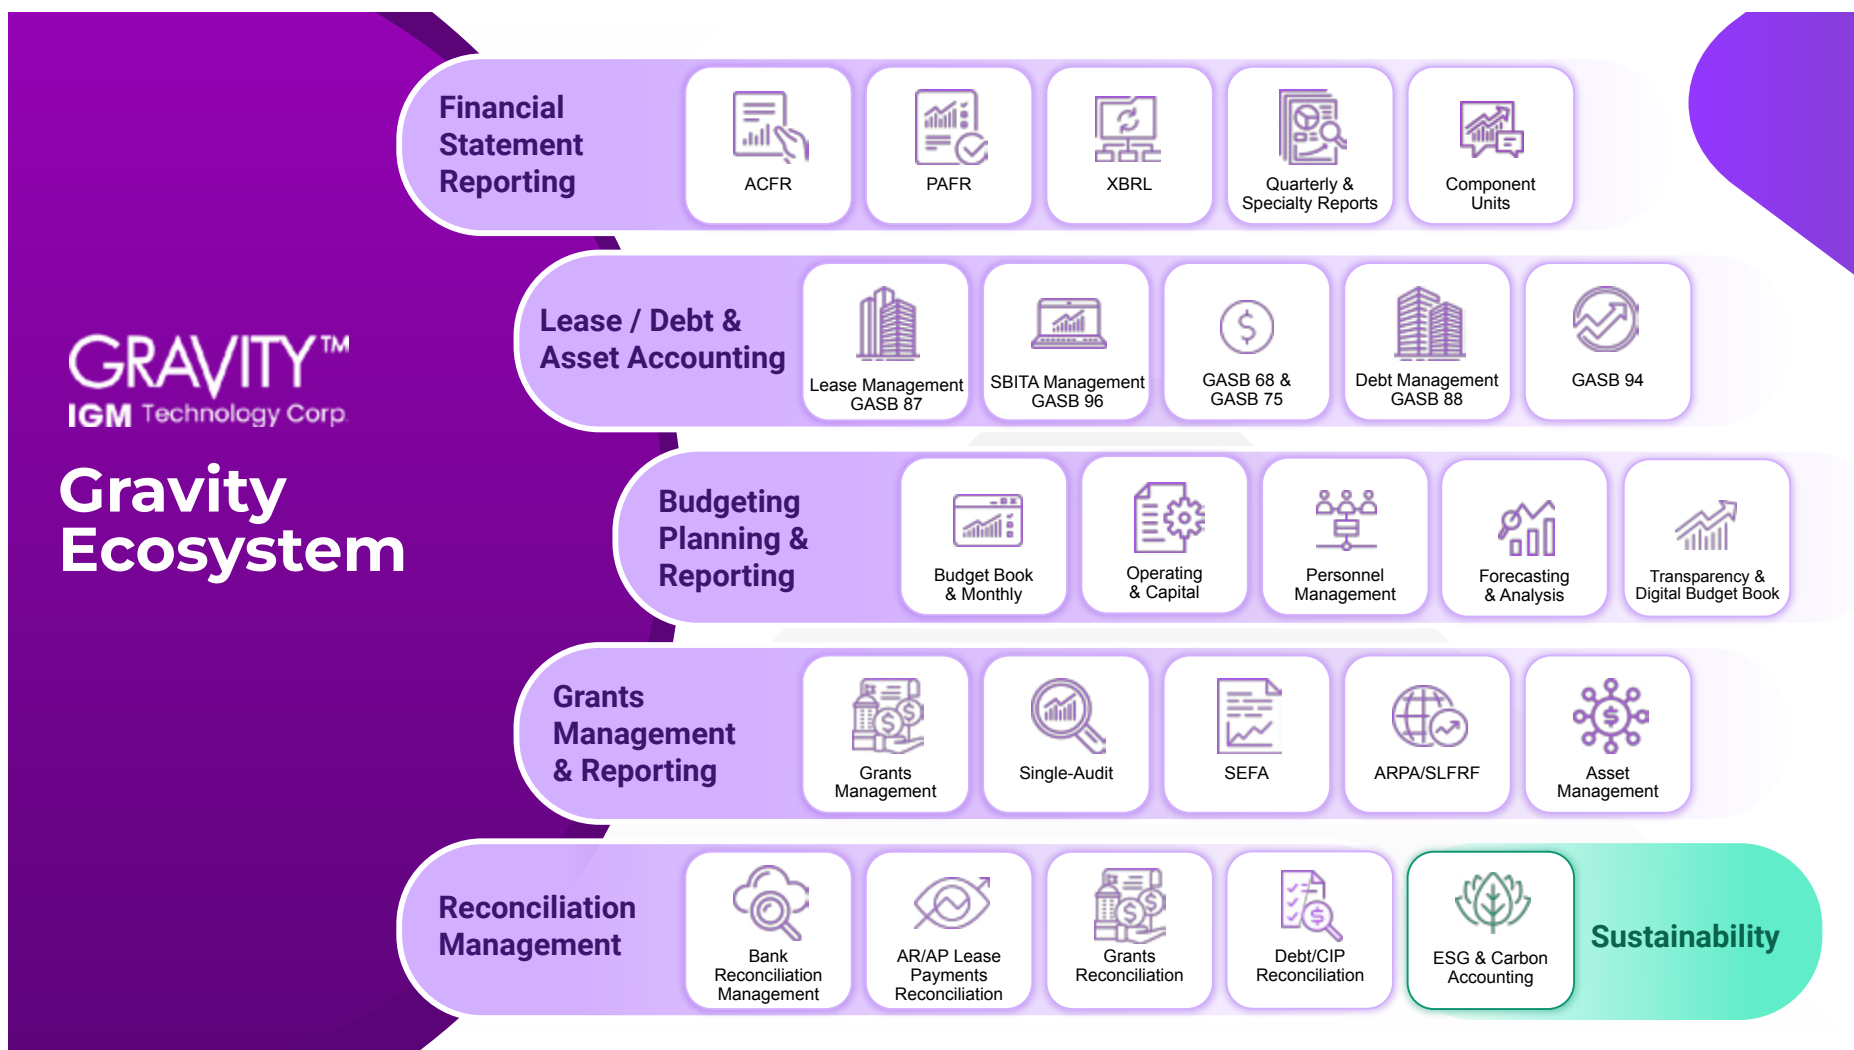 GRAVITY™
IGM Technology Corp.
Gravity
Ecosystem
Financial
Statement
Reporting
ACFR
PAFR
XBRL
Quarterly &
Specialty Reports
Component
Units
Lease / Debt &
Asset Accounting
Lease Management
GASB 87
SBITA Management
GASB 96
GASB 68 &
GASB 75
Debt Management
GASB 88
GASB 94
Budgeting
Planning &
Reporting
Budget Book
& Monthly
Operating
& Capital
Personnel
Management
Forecasting
& Analysis
Transparency &
Digital Budget Book
Grants
Management
& Reporting
Grants
Management
Single-Audit
SEFA
ARPA/SLFRF
Asset
Management
Reconciliation
Management
Bank
Reconciliation
Management
AR/AP Lease
Payments
Reconciliation
Grants
Reconciliation
Debt/CIP
Reconciliation
ESG & Carbon
Accounting
Sustainability